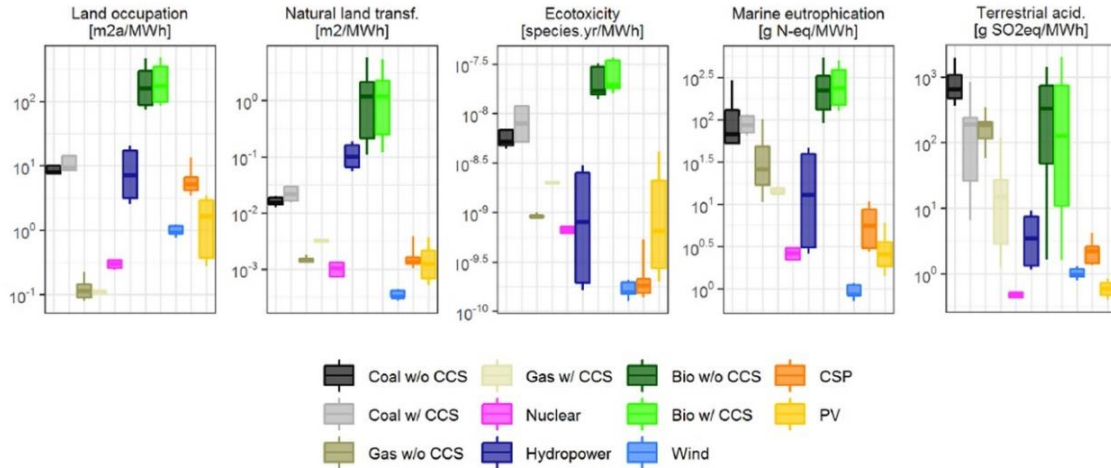 Land occupation
[m2a/MWh]
Natural land transf.
[m2/MWh]
Ecotoxicity
[species.yr/MWh]
Marine eutrophication
[g N-eq/MWh]
Terrestrial acid.
[g SO2eq/MWh]
10^2
10^1
10^0
10^-1
10^0
10^-1
10^-2
10^-3
10^-7.5
10^-8
10^-8.5
10^-9
10^-9.5
10^-10
10^2.5
10^2
10^1.5
10^1
10^0.5
10^0
10^3
10^2
10^1
10^0
Coal w/o CCS
Gas w/ CCS
Bio w/o CCS
CSP
Coal w/ CCS
Nuclear
Bio w/ CCS
PV
Gas w/o CCS
Hydropower
Wind